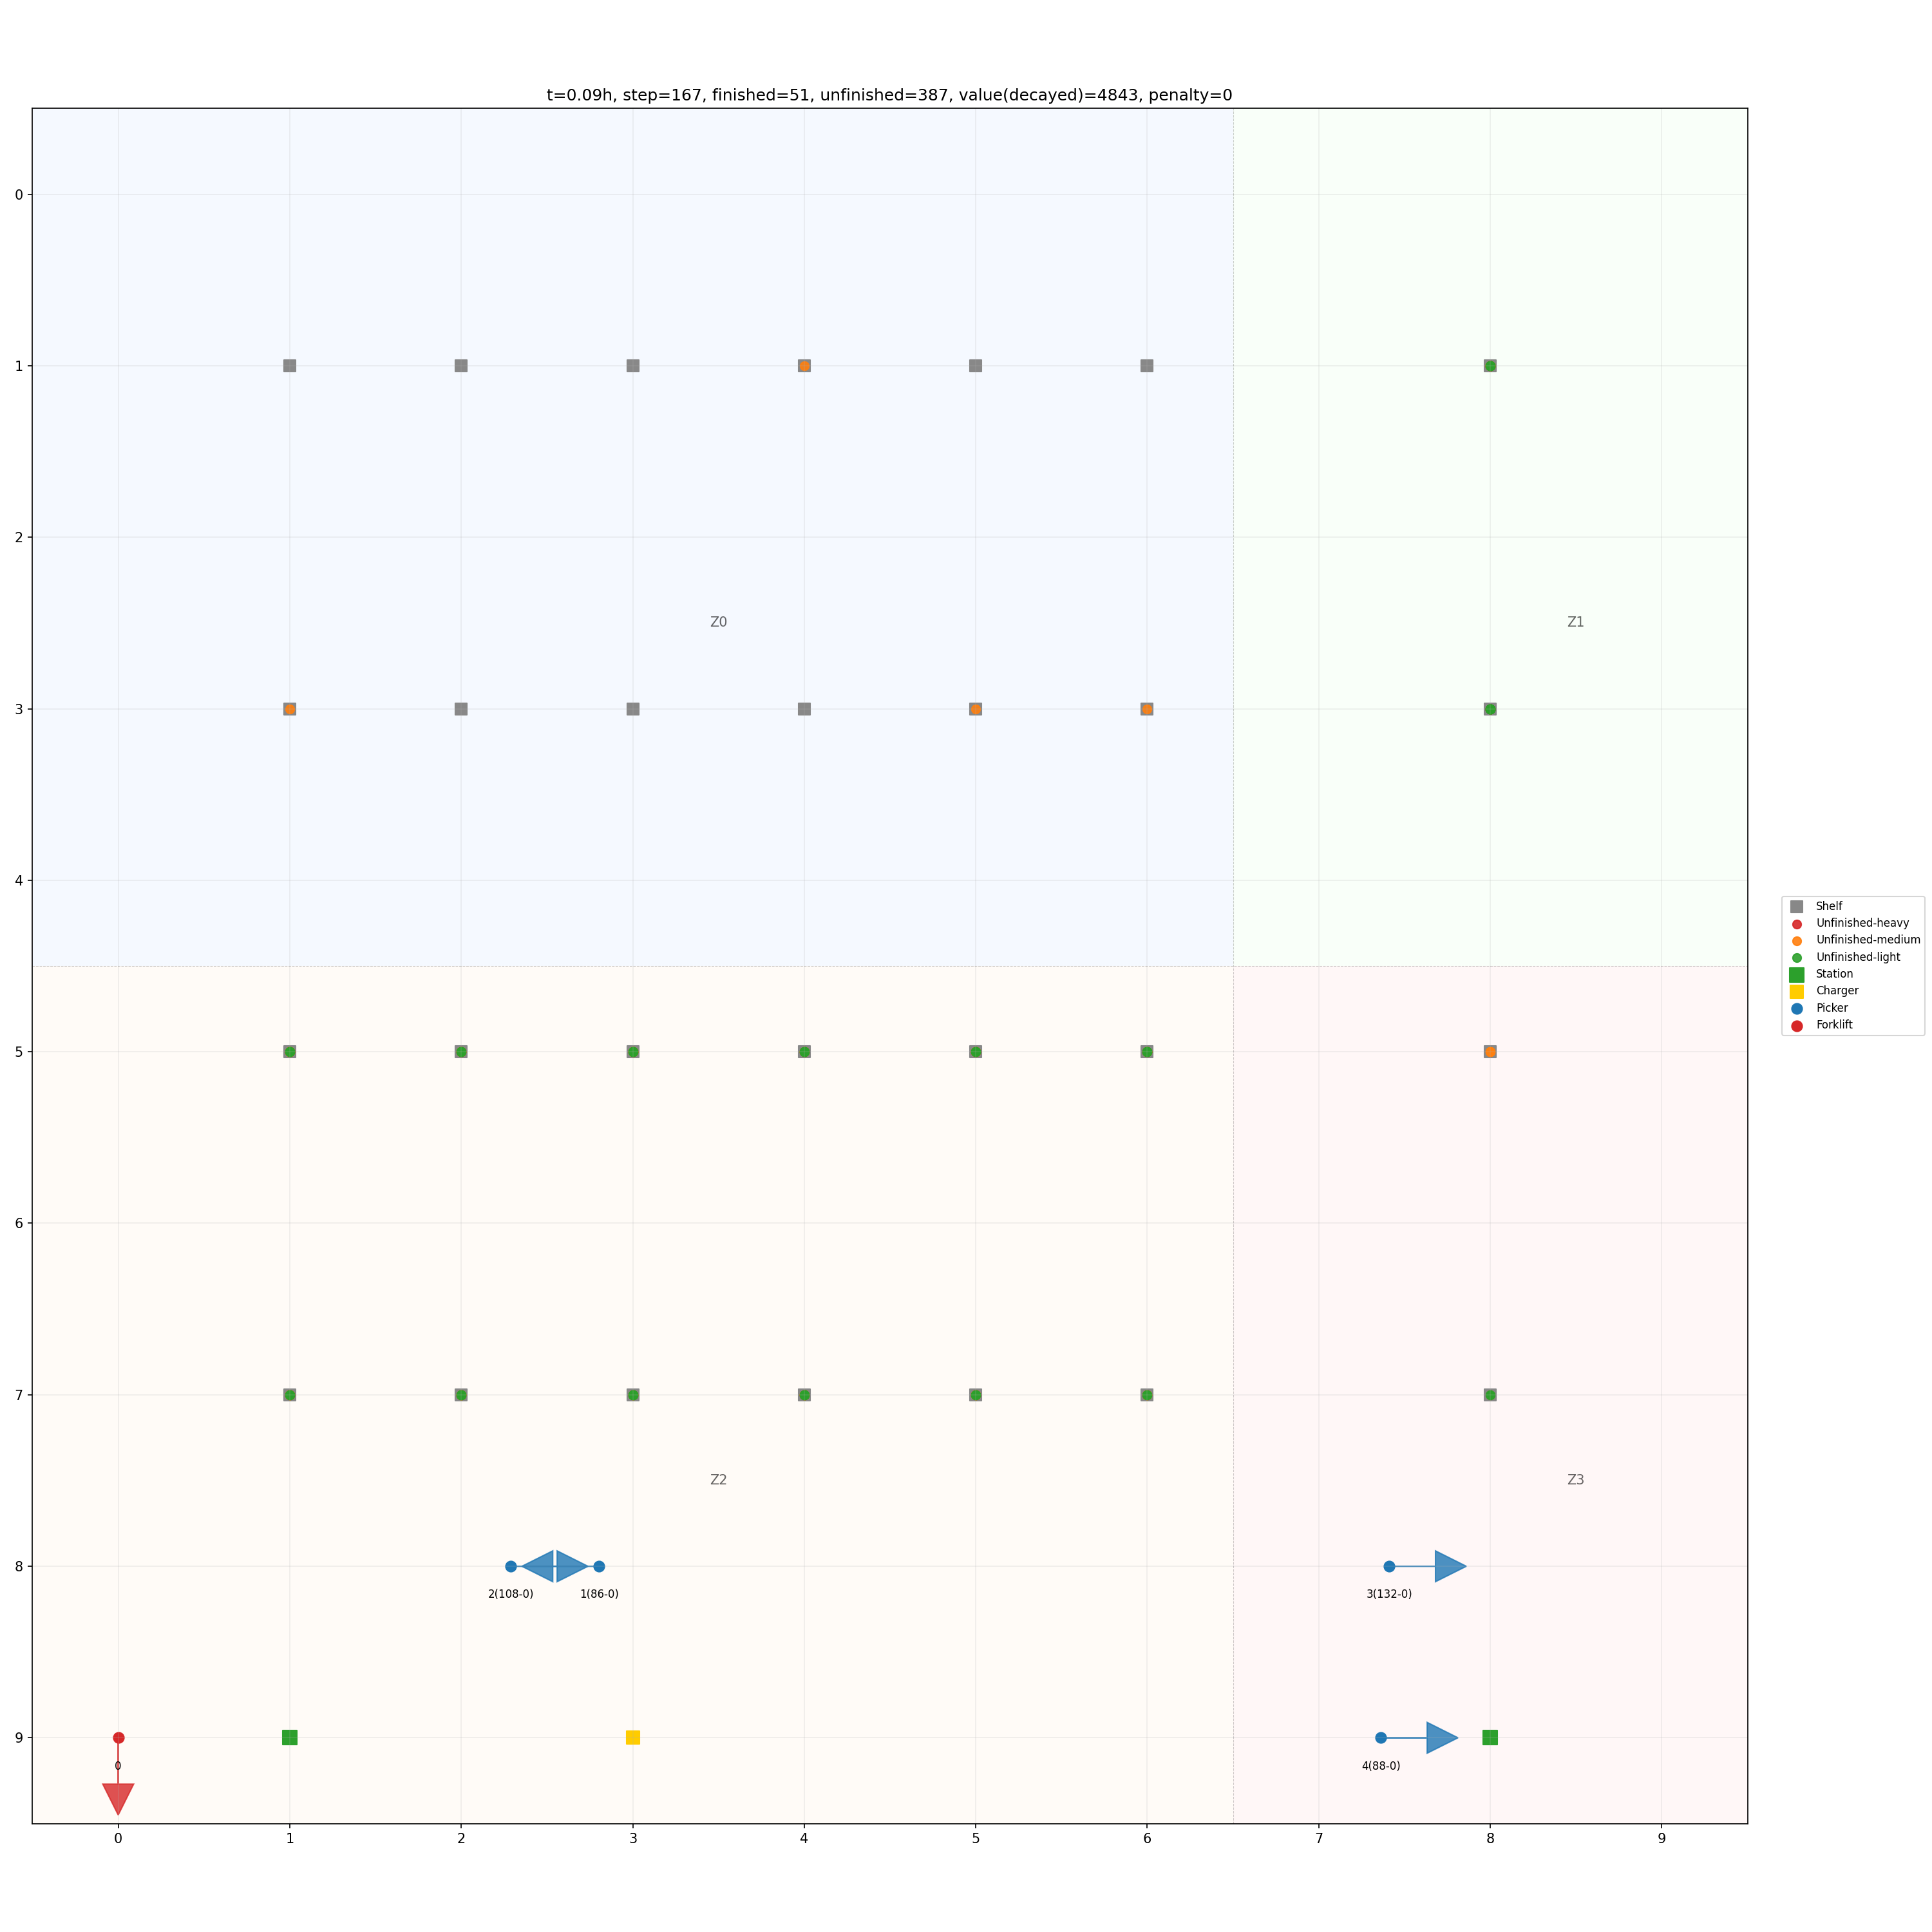 t=0.09h, step=167, finished=51, unfinished=387, value(decayed)=4843, penalty=0
0
1
2
Z0
Z1
3
4
Shelf
Unfinished-heavy
Unfinished-medium
Unfinished-light
Station
Charger
Picker
Forklift
5
6
7
Z2
Z3
8
2(108-0)
1(86-0)
3(132-0)
9
0
4(88-0)
0 1 2 3 4 5 6 7 8 9